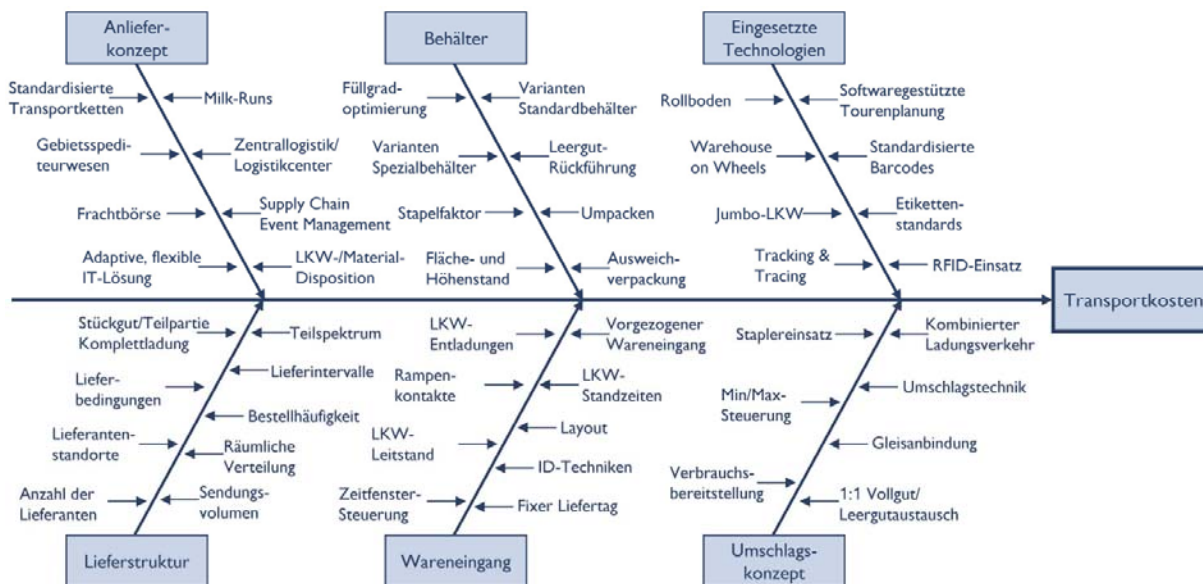 Anliefer-
konzept
Behälter
Eingesetzte
Technologien
Standardisierte
Transportketten
Milk-Runs
Gebietsspedi-
teurwesen
Zentrallogistik/
Logistikcenter
Frachtbörse
Supply Chain
Event Management
Adaptive, flexible
IT-Lösung
LKW-/Material-
Disposition
Füllgrad-
optimierung
Varianten
Standardbehälter
Varianten
Spezialbehälter
Leergut-
Rückführung
Stapelfaktor
Umpacken
Fläche- und
Höhenstand
Ausweich-
verpackung
Rollboden
Softwaregestützte
Tourenplanung
Warehouse
on Wheels
Standardisierte
Barcodes
Jumbo-LKW
Etiketten-
standards
Tracking &
Tracing
RFID-Einsatz
Transportkosten
Stückgut/Teilpartie
Komplettladung
Teilspektrum
Lieferintervalle
Liefer-
bedingungen
Bestellhäufigkeit
Lieferanten-
standorte
Räumliche
Verteilung
Anzahl der
Lieferanten
Sendungs-
volumen
LKW-
Entladungen
Vorgezogener
Wareneingang
Rampen-
kontakte
LKW-
Standzeiten
Layout
LKW-
Leitstand
ID-Techniken
Zeitfenster-
Steuerung
Fixer Liefertag
Staplereinsatz
Kombinierter
Ladungsverkehr
Umschlagstechnik
Min/Max-
Steuerung
Gleisanbindung
Verbrauchs-
bereitstellung
1:1 Vollgut/
Leergutaustausch
Lieferstruktur
Wareneingang
Umschlags-
konzept